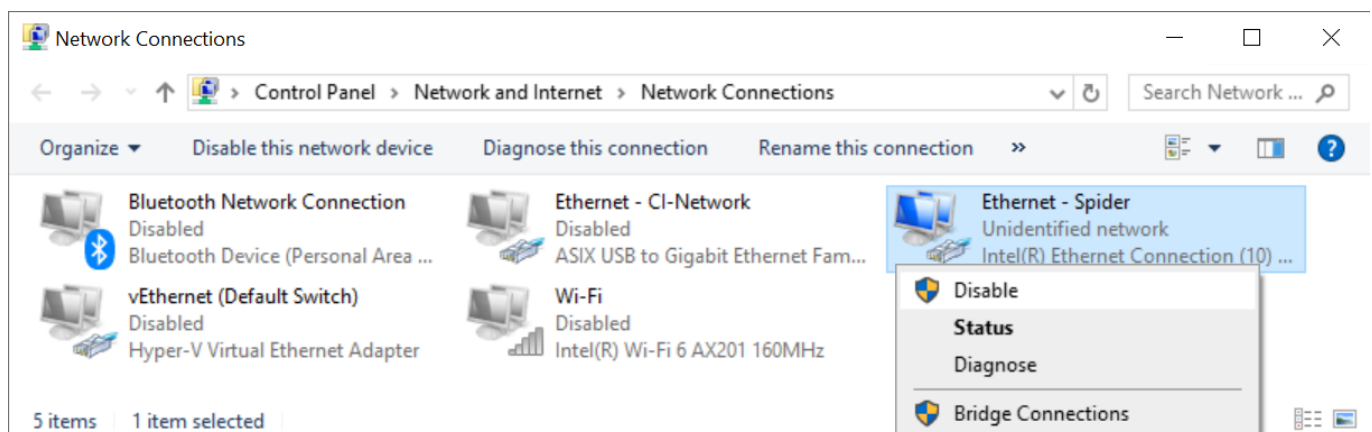 Network Connections
Control Panel > Network and Internet > Network Connections
Search Network ...
Organize
Disable this network device
Diagnose this connection
Rename this connection
»
?
Bluetooth Network Connection
Disabled
Bluetooth Device (Personal Area ...
Ethernet - CI-Network
Disabled
ASIX USB to Gigabit Ethernet Fam...
Ethernet - Spider
Unidentified network
Intel(R) Ethernet Connection (10) ...
vEthernet (Default Switch)
Disabled
Hyper-V Virtual Ethernet Adapter
Wi-Fi
Disabled
Intel(R) Wi-Fi 6 AX201 160MHz
Disable
Status
Diagnose
Bridge Connections
5 items
1 item selected